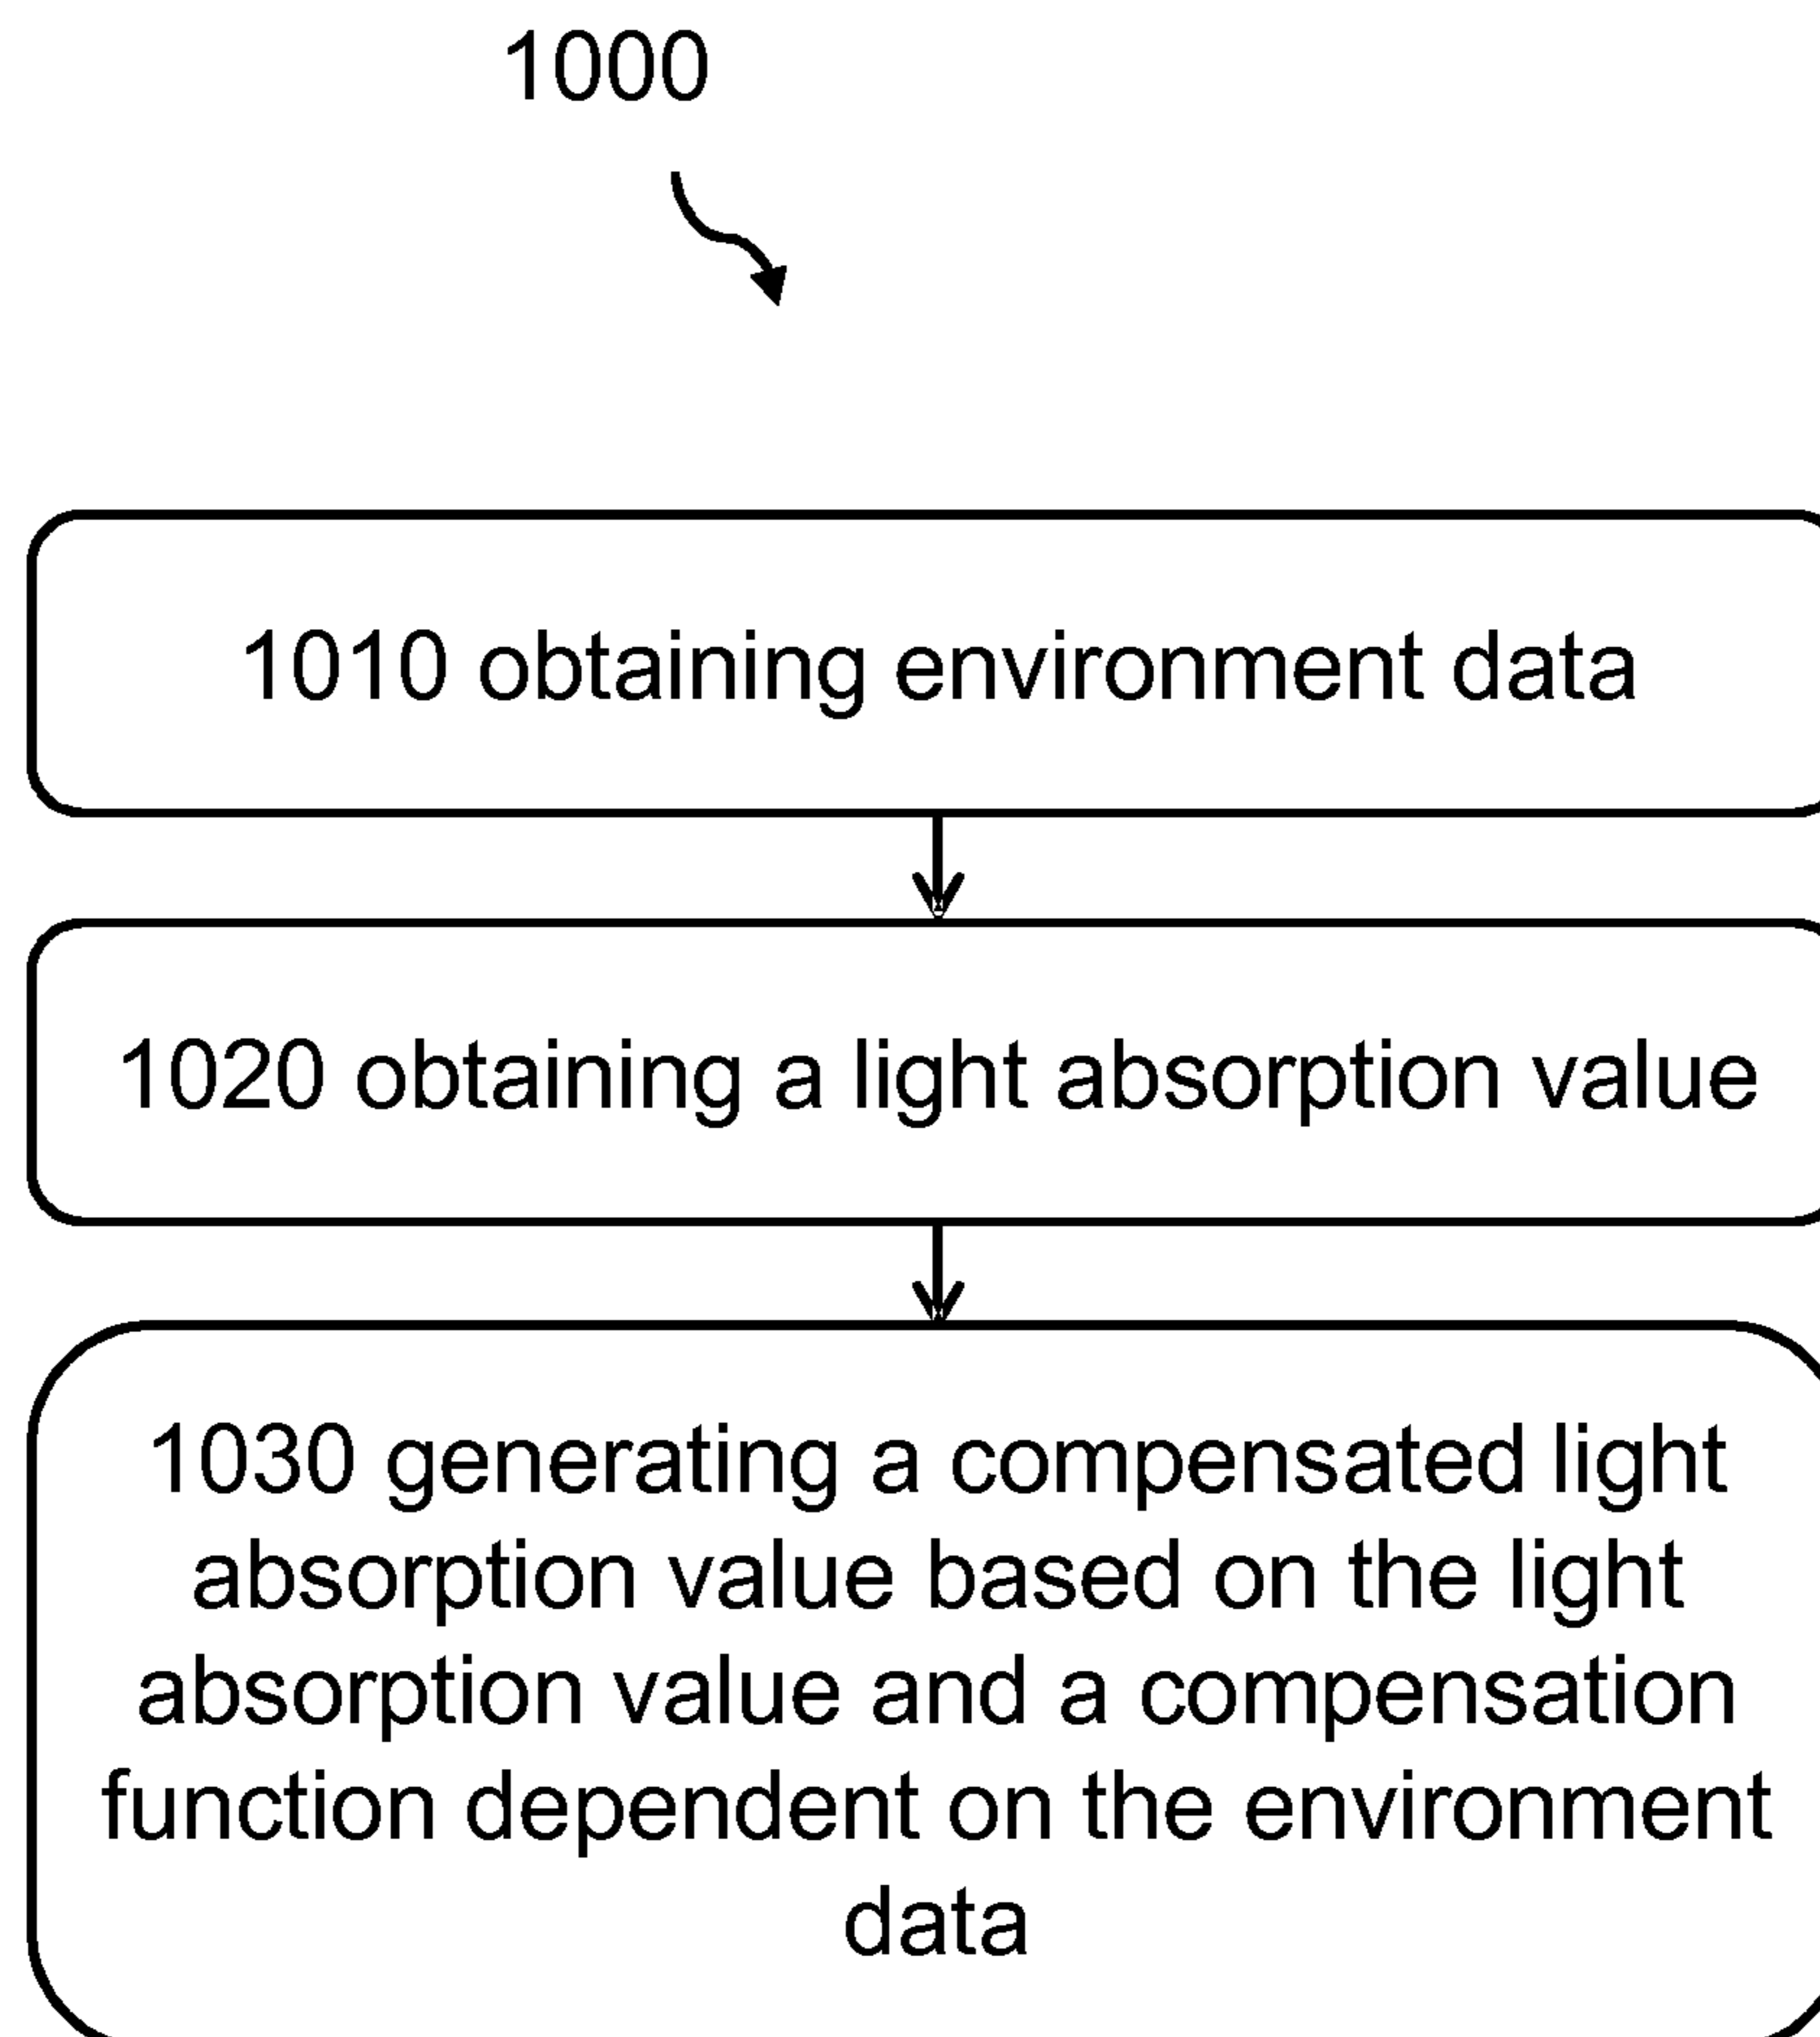 1000
1010 obtaining environment data
1020 obtaining a light absorption value
1030 generating a compensated light
absorption value based on the light
absorption value and a compensation
function dependent on the environment
data